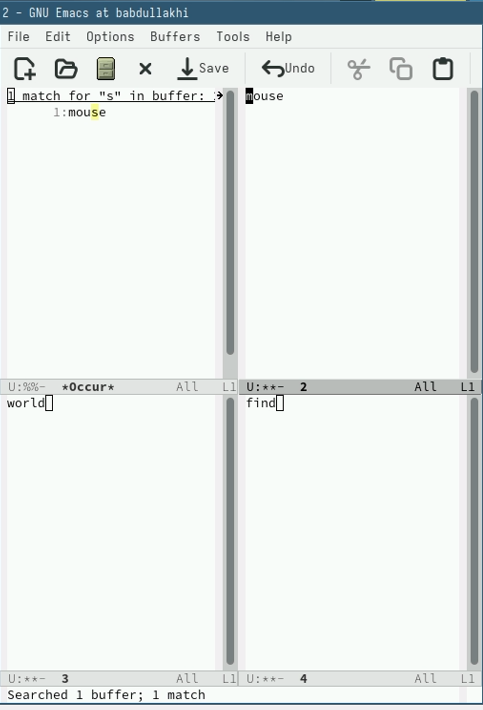 2 - GNU Emacs at babdullakhi
File Edit Options Buffers Tools Help
Save Undo
1 match for "s" in buffer:
1:mouse
mouse
U:%%- *Occur* All L1
U:**- 2 All L1
world
find
U:**- 3 All L1
U:**- 4 All L1
Searched 1 buffer; 1 match